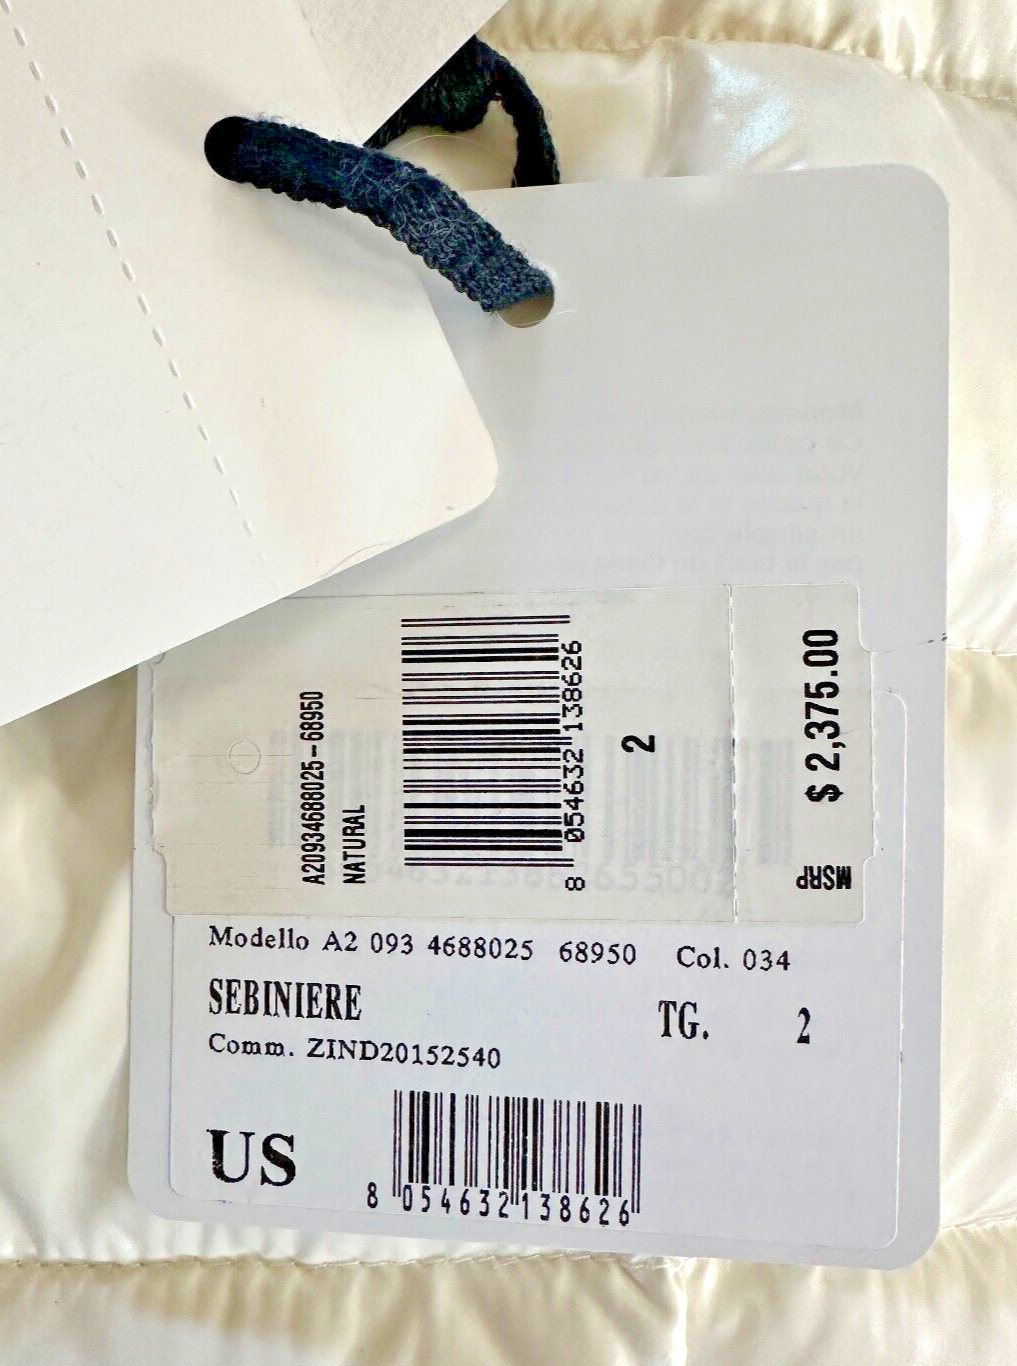 A20934688025-68950
NATURAL
8 054632 138626
2
$ 2,375.00
MSRP
Modello A2 093 4688025 68950 Col. 034
SEBINIERE
TG. 2
Comm. ZIND20152540
US
8 054632 138626